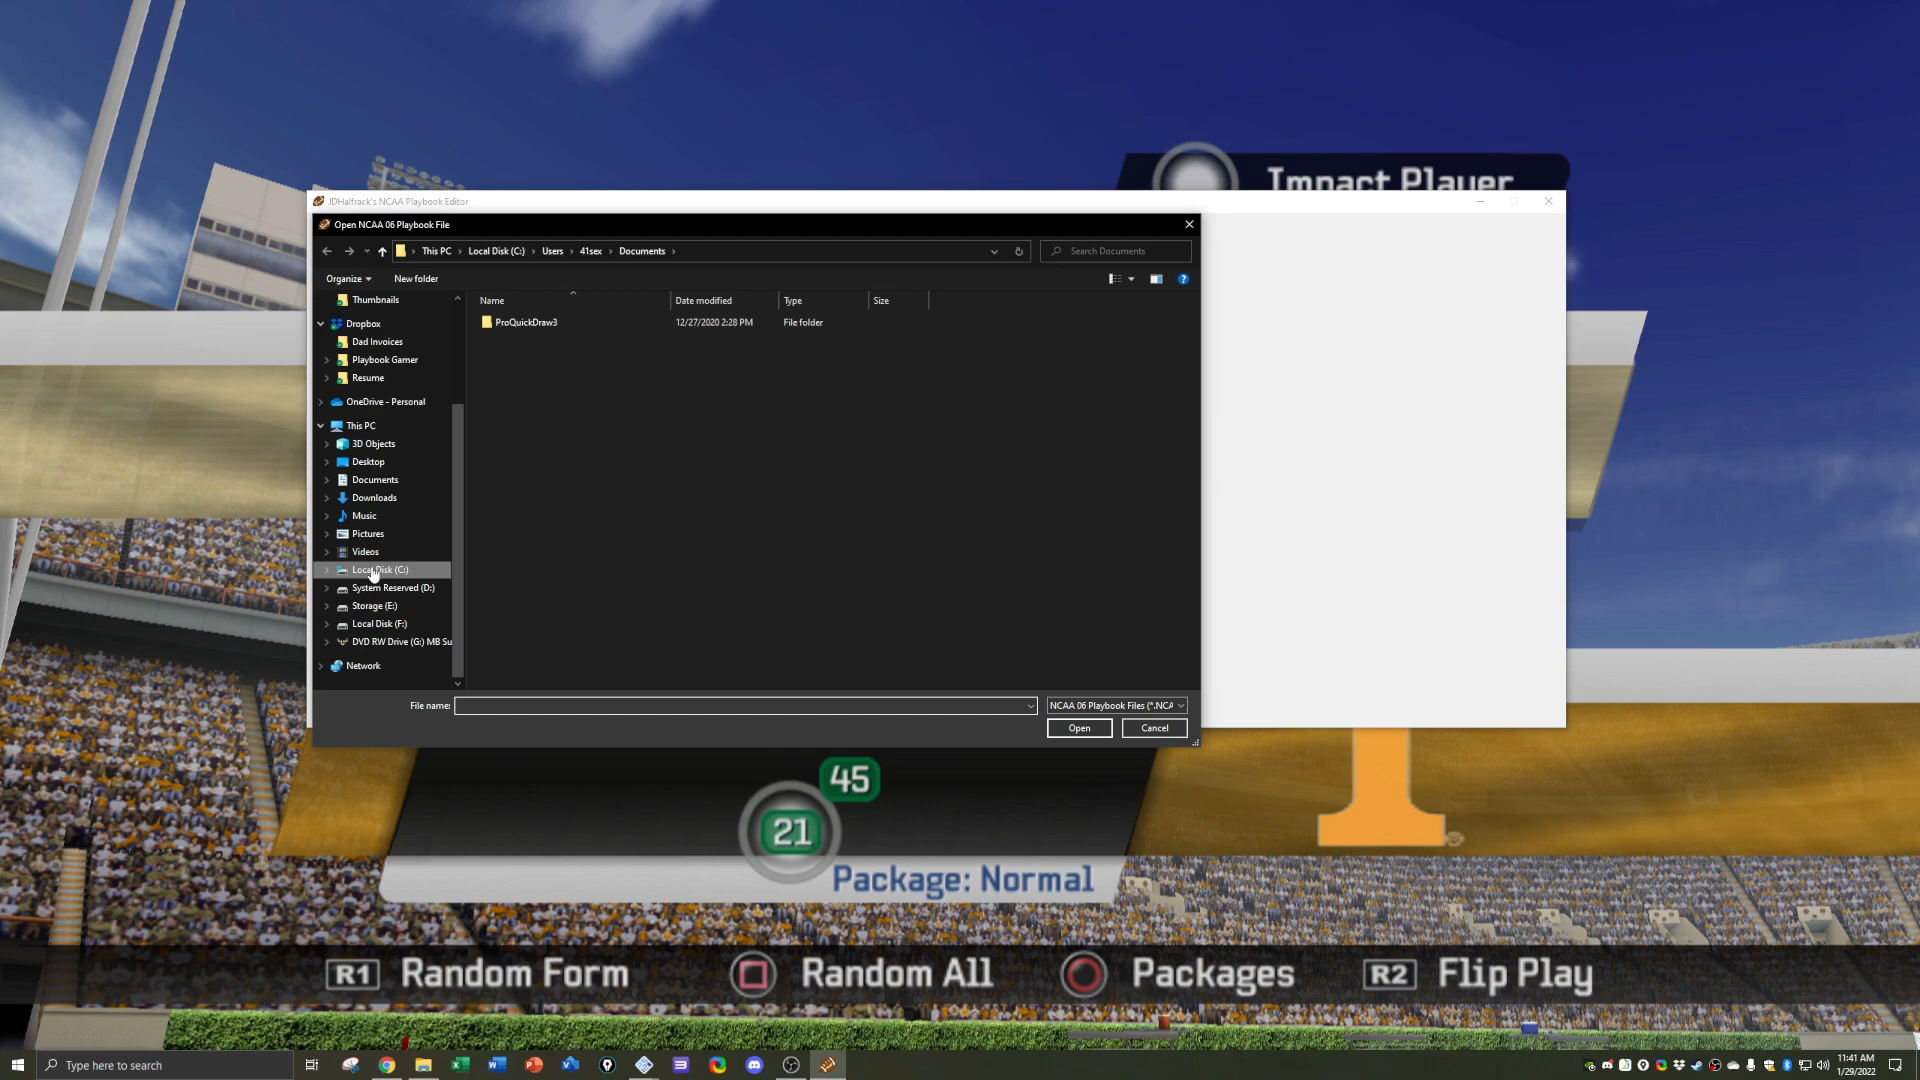 Impact Player
JDHalfrack's NCAA Playbook Editor
Open NCAA 06 Playbook File
This PC › Local Disk (C:) › Users › 41sex › Documents ›
Search Documents
Organize
New folder
Name
Date modified
Type
Size
ProQuickDraw3
12/27/2020 2:28 PM
File folder
Thumbnails
Dropbox
Dad Invoices
Playbook Gamer
Resume
OneDrive - Personal
This PC
3D Objects
Desktop
Documents
Downloads
Music
Pictures
Videos
Local Disk (C:)
System Reserved (D:)
Storage (E:)
Local Disk (F:)
DVD RW Drive (G:) MB Su
Network
File name:
NCAA 06 Playbook Files (*.NCA
Open
Cancel
45
21
Package: Normal
R1 Random Form
Random All
Packages
R2 Flip Play
Type here to search
11:41 AM
1/29/2022